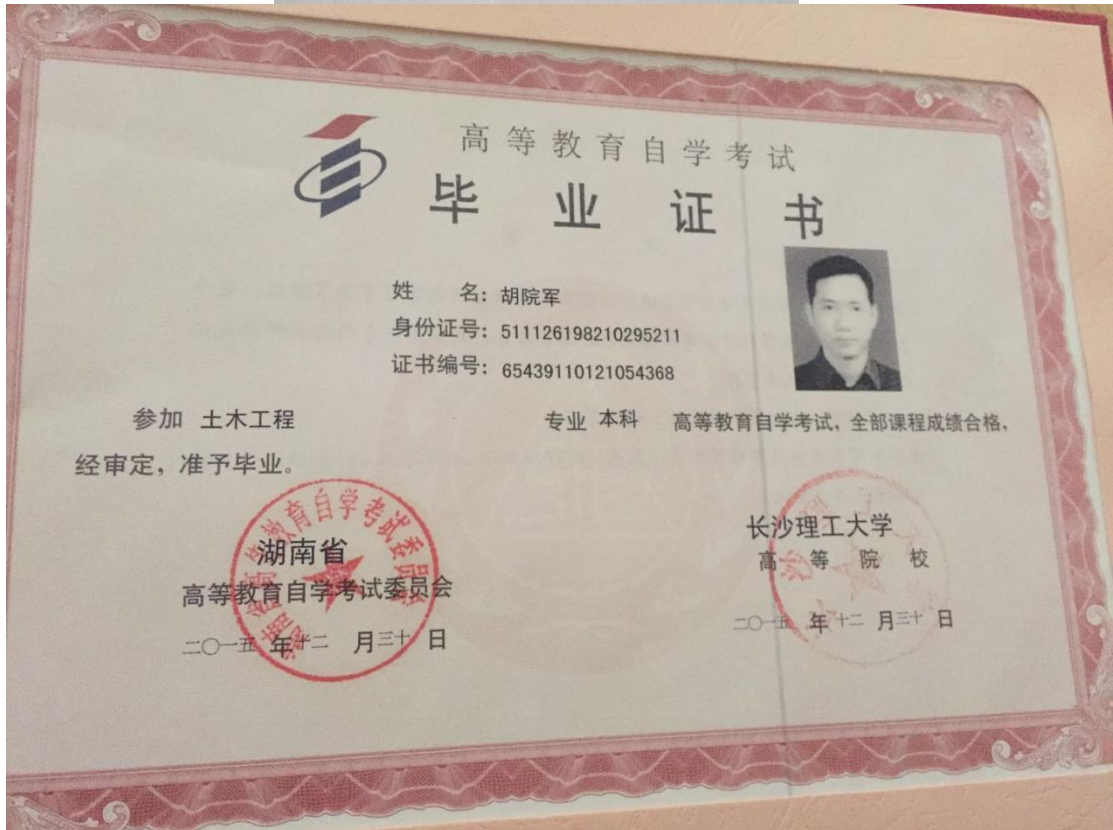 高等教育自学考试
毕业证书
姓 名：胡院军
身份证号：511126198210295211
证书编号：65439110121054368
参加 土木工程 专业 本科 高等教育自学考试，全部课程成绩合格，
经审定，准予毕业。
湖南省
高等教育自学考试委员会
二〇一五 年 十二 月 三十 日
长沙理工大学
高等院校
二〇一五 年 十二 月 三十 日